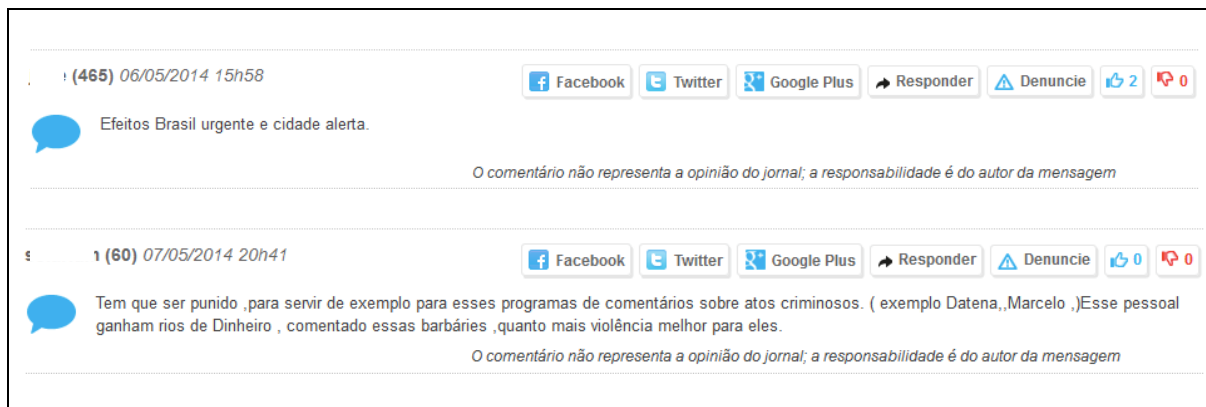 (465) 06/05/2014 15h58 Facebook Twitter Google Plus Responder Denuncie 2 0
Efeitos Brasil urgente e cidade alerta.
O comentário não representa a opinião do jornal; a responsabilidade é do autor da mensagem
(60) 07/05/2014 20h41 Facebook Twitter Google Plus Responder Denuncie 0 0
Tem que ser punido ,para servir de exemplo para esses programas de comentários sobre atos criminosos. ( exemplo Datena,,Marcelo ,)Esse pessoal
ganham rios de Dinheiro , comentado essas barbáries ,quanto mais violência melhor para eles.
O comentário não representa a opinião do jornal; a responsabilidade é do autor da mensagem